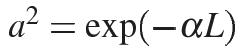 a² = exp(−αL)